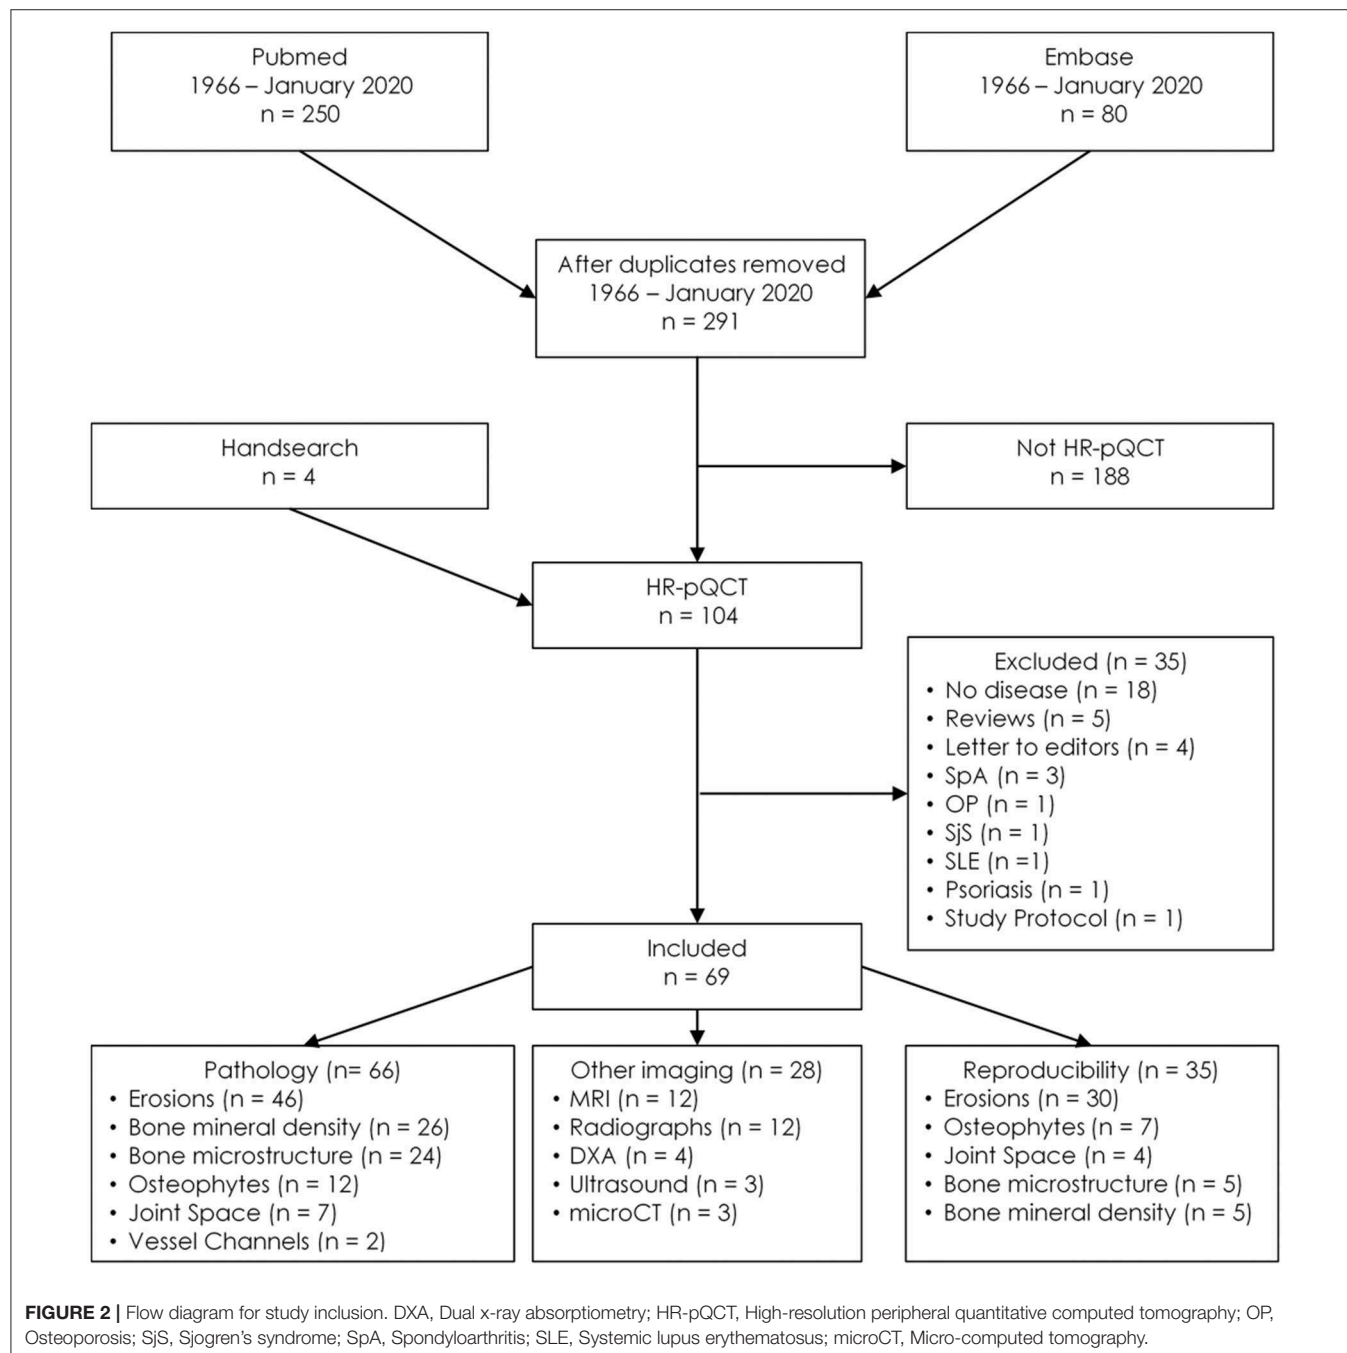 Pubmed
1966 – January 2020
n = 250
Embase
1966 – January 2020
n = 80
After duplicates removed
1966 – January 2020
n = 291
Handsearch
n = 4
Not HR-pQCT
n = 188
HR-pQCT
n = 104
Excluded (n = 35)
• No disease (n = 18)
• Reviews (n = 5)
• Letter to editors (n = 4)
• SpA (n = 3)
• OP (n = 1)
• SjS (n = 1)
• SLE (n =1)
• Psoriasis (n = 1)
• Study Protocol (n = 1)
Included
n = 69
Pathology (n= 66)
• Erosions (n = 46)
• Bone mineral density (n = 26)
• Bone microstructure (n = 24)
• Osteophytes (n = 12)
• Joint Space (n = 7)
• Vessel Channels (n = 2)
Other imaging (n = 28)
• MRI (n = 12)
• Radiographs (n = 12)
• DXA (n = 4)
• Ultrasound (n = 3)
• microCT (n = 3)
Reproducibility (n = 35)
• Erosions (n = 30)
• Osteophytes (n = 7)
• Joint Space (n = 4)
• Bone microstructure (n = 5)
• Bone mineral density (n = 5)
FIGURE 2 | Flow diagram for study inclusion. DXA, Dual x-ray absorptiometry; HR-pQCT, High-resolution peripheral quantitative computed tomography; OP,
Osteoporosis; SjS, Sjogren's syndrome; SpA, Spondyloarthritis; SLE, Systemic lupus erythematosus; microCT, Micro-computed tomography.